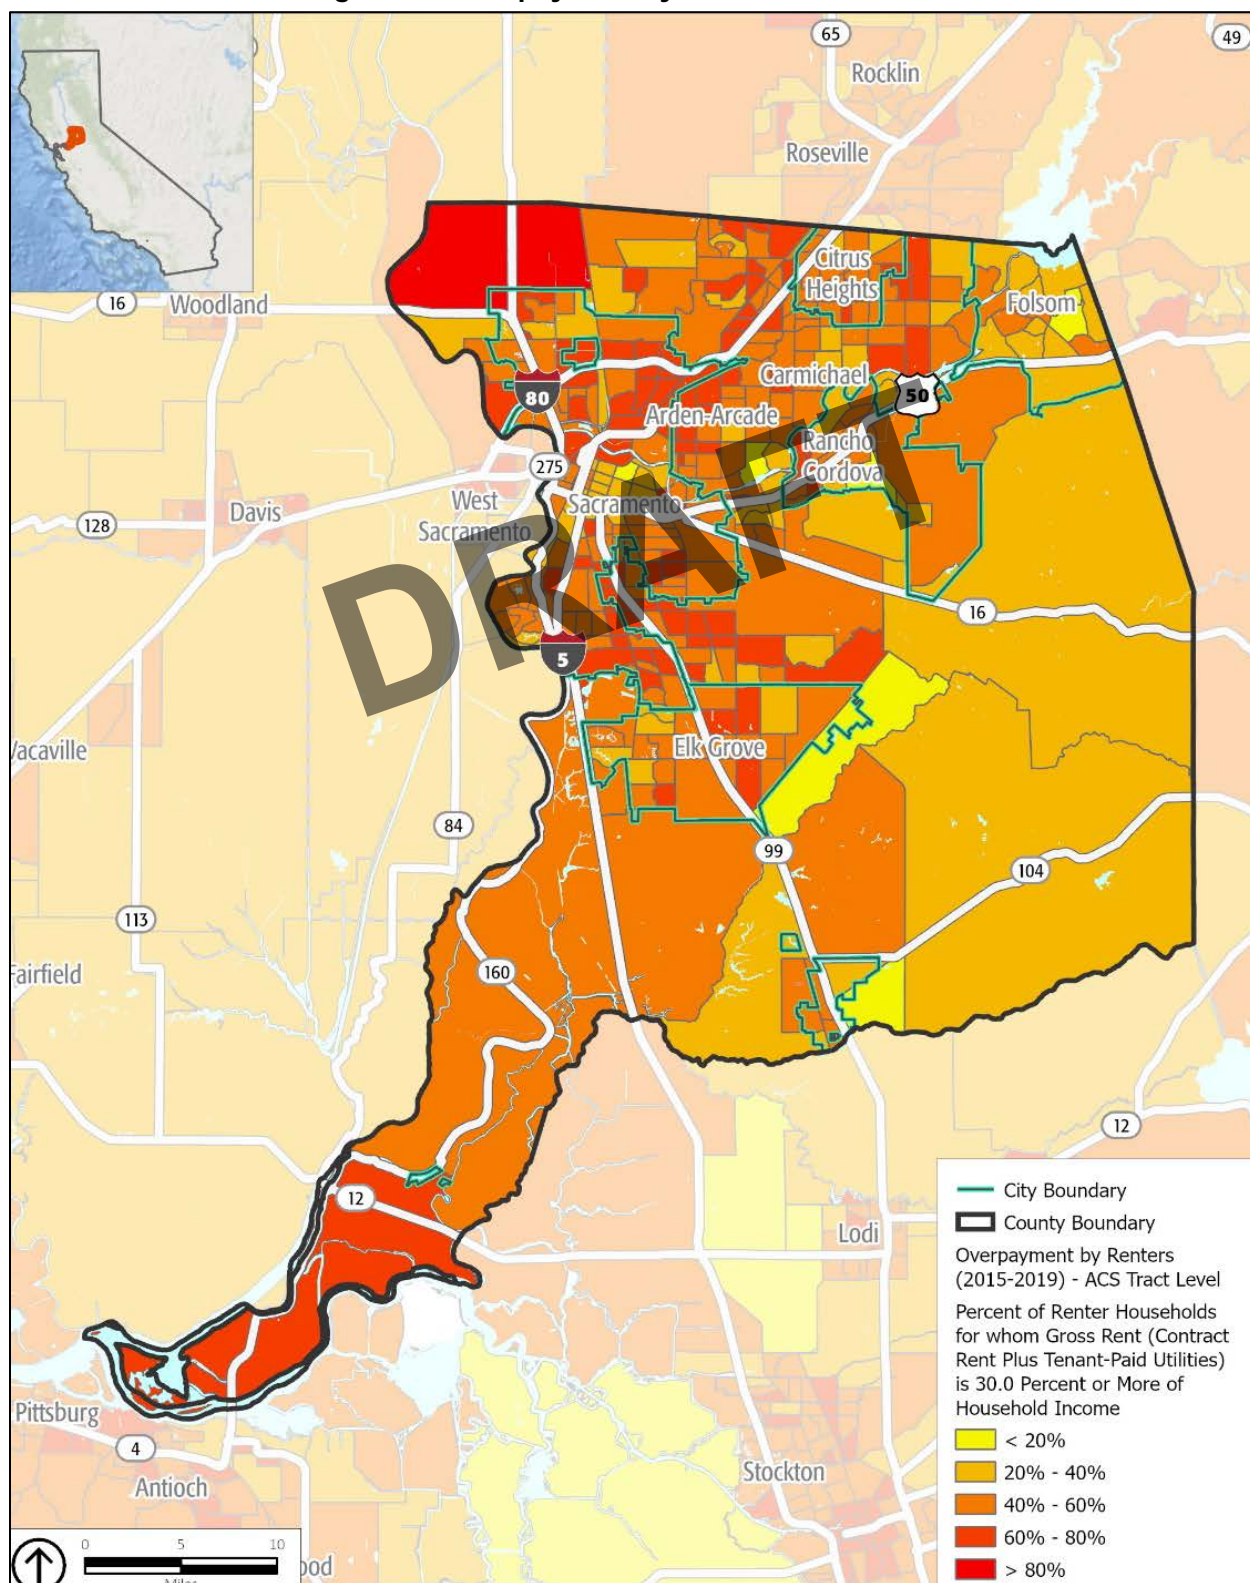 65
49
Rocklin
Roseville
16
Woodland
Citrus
Heights
Folsom
80
Carmichael
50
Arden-Arcade
Rancho
Cordova
275
West
Sacramento
Sacramento
128
Davis
DRAFT
16
5
Vacaville
Elk Grove
84
99
104
113
160
Fairfield
12
12
Lodi
Pittsburg
4
Antioch
Stockton
City Boundary
County Boundary
Overpayment by Renters
(2015-2019) - ACS Tract Level
Percent of Renter Households
for whom Gross Rent (Contract
Rent Plus Tenant-Paid Utilities)
is 30.0 Percent or More of
Household Income
< 20%
20% - 40%
40% - 60%
60% - 80%
> 80%
0 5 10
Miles
ood